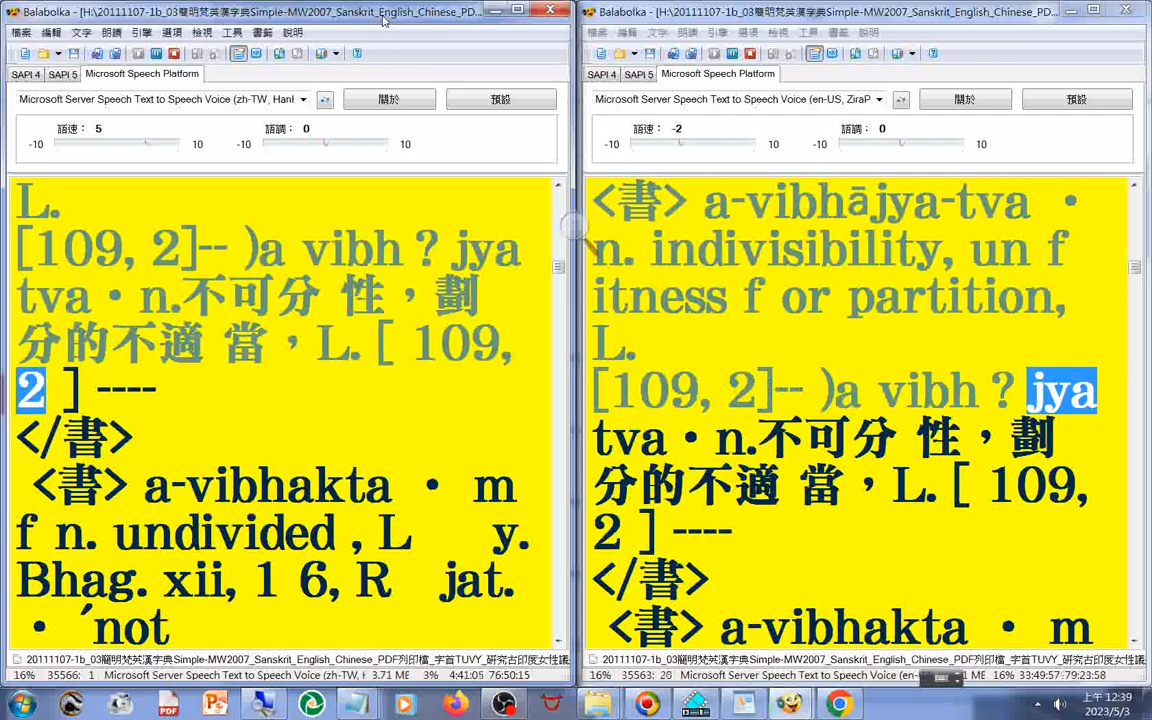 Balabolka - [H:\20111107-1b_03簡明梵英漢字典Simple-MW2007_Sanskrit_English_Chinese_PD...
檔案 編輯 文字 朗讀 引擎 選項 檢視 工具 書籤 說明
SAPI 4 SAPI 5 Microsoft Speech Platform
Microsoft Server Speech Text to Speech Voice (zh-TW, HanI 關於 預設
語速： 5 語調： 0
-10 10 -10 10
L.
[109, 2]-- )a vibh？jya
tva‧n.不可分 性，劃
分的不適 當，L. [ 109,
2 ] ----
</書>
<書> a-vibhakta ‧ m
f n. undivided , L y.
Bhag. xii, 1 6, R jat.
‧ ´not
20111107-1b_03簡明梵英漢字典Simple-MW2007_Sanskrit_English_Chinese_PDF列印檔_字首TUVY_研究古印度女性議
16% 35566: 1 Microsoft Server Speech Text to Speech Voice (zh-TW, 3.71 ME 3% 4:41:05 76:50:15
Balabolka - [H:\20111107-1b_03簡明梵英漢字典Simple-MW2007_Sanskrit_English_Chinese_PD...
檔案 編輯 文字 朗讀 引擎 選項 檢視 工具 書籤 說明
SAPI 4 SAPI 5 Microsoft Speech Platform
Microsoft Server Speech Text to Speech Voice (en-US, ZiraP 關於 預設
語速： -2 語調： 0
-10 10 -10 10
<書> a-vibhājya-tva ‧
n. indivisibility, un f
itness f or partition,
L.
[109, 2]-- )a vibh？jya
tva‧n.不可分 性，劃
分的不適 當，L. [ 109,
2 ] ----
</書>
<書> a-vibhakta ‧ m
20111107-1b_03簡明梵英漢字典Simple-MW2007_Sanskrit_English_Chinese_PDF列印檔_字首TUVY_研究古印度女性議
16% 35563: 20 Microsoft Server Speech Text to Speech Voice (en-U 16% 33:49:57 79:23:58
上午 12:39
2023/5/3